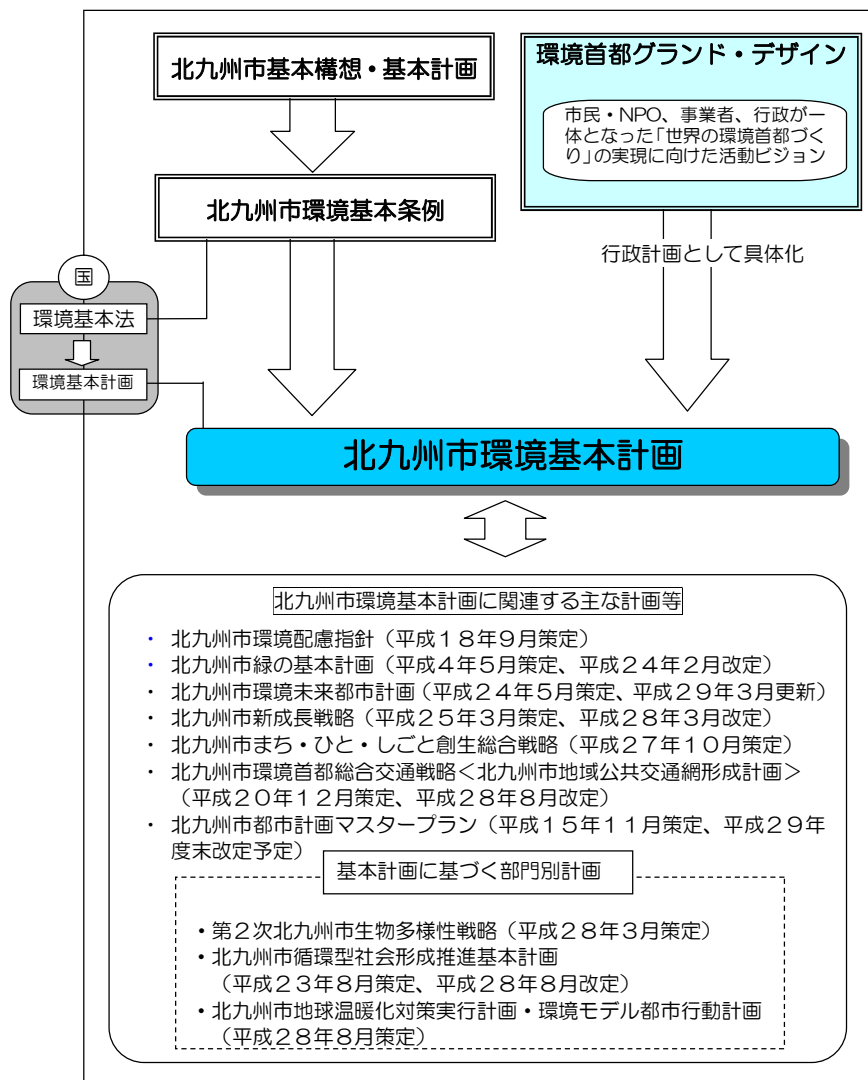 北九州市基本構想・基本計画
環境首都グランド・デザイン
市民・NPO、事業者、行政が一
体となった「世界の環境首都づく
り」の実現に向けた活動ビジョン
北九州市環境基本条例
行政計画として具体化
国
環境基本法
環境基本計画
北九州市環境基本計画
北九州市環境基本計画に関連する主な計画等
・ 北九州市環境配慮指針（平成１８年９月策定）
・ 北九州市緑の基本計画（平成４年５月策定、平成２４年２月改定）
・ 北九州市環境未来都市計画（平成２４年５月策定、平成２９年３月更新）
・ 北九州市新成長戦略（平成２５年３月策定、平成２８年３月改定）
・ 北九州市まち・ひと・しごと創生総合戦略（平成２７年１０月策定）
・ 北九州市環境首都総合交通戦略＜北九州市地域公共交通網形成計画＞
（平成２０年１２月策定、平成２８年８月改定）
・ 北九州市都市計画マスタープラン（平成１５年１１月策定、平成２９年
度末改定予定）
基本計画に基づく部門別計画
・第２次北九州市生物多様性戦略（平成２８年３月策定）
・北九州市循環型社会形成推進基本計画
（平成２３年８月策定、平成２８年８月改定）
・北九州市地球温暖化対策実行計画・環境モデル都市行動計画
（平成２８年８月策定）